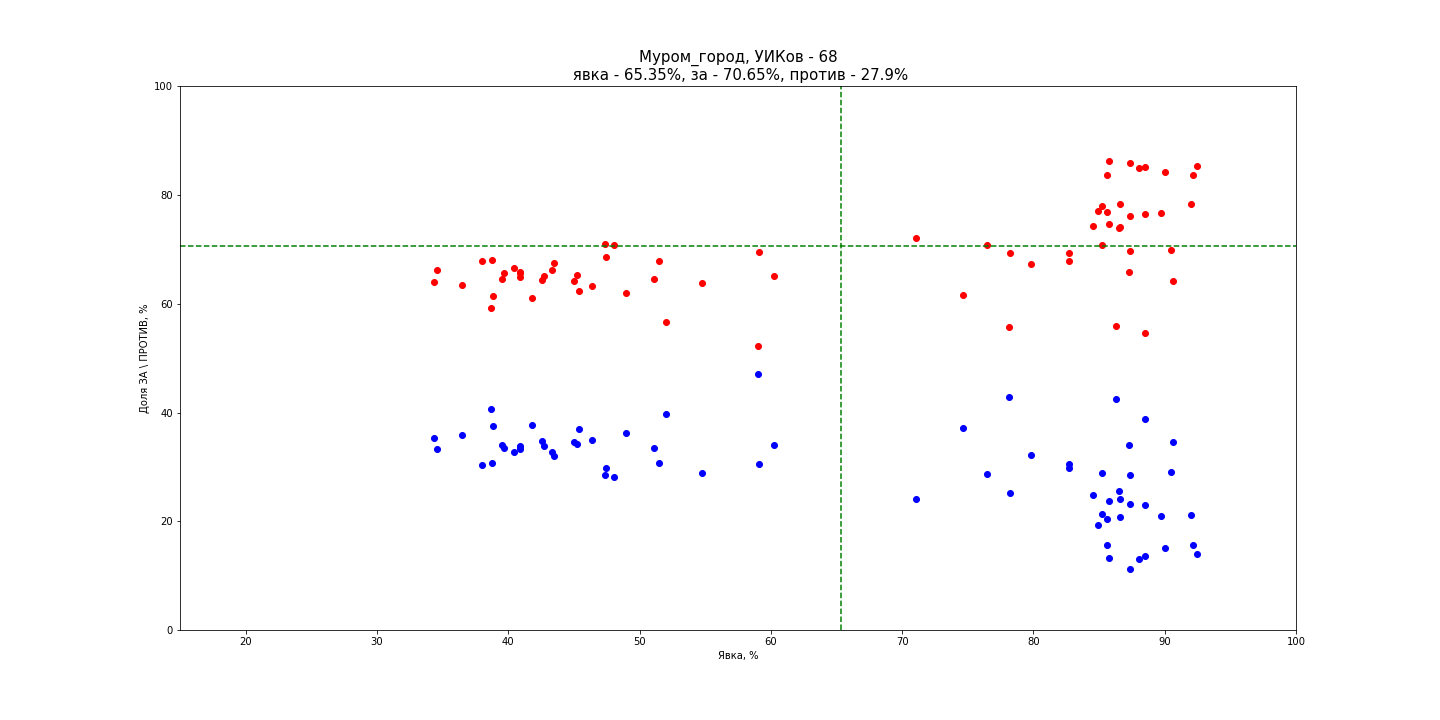 Муром_город, УИКов - 68
явка - 65.35%, за - 70.65%, против - 27.9%
100
80
60
40
20
0
Доля ЗА \ ПРОТИВ, %
20 30 40 50 60 70 80 90 100
Явка, %